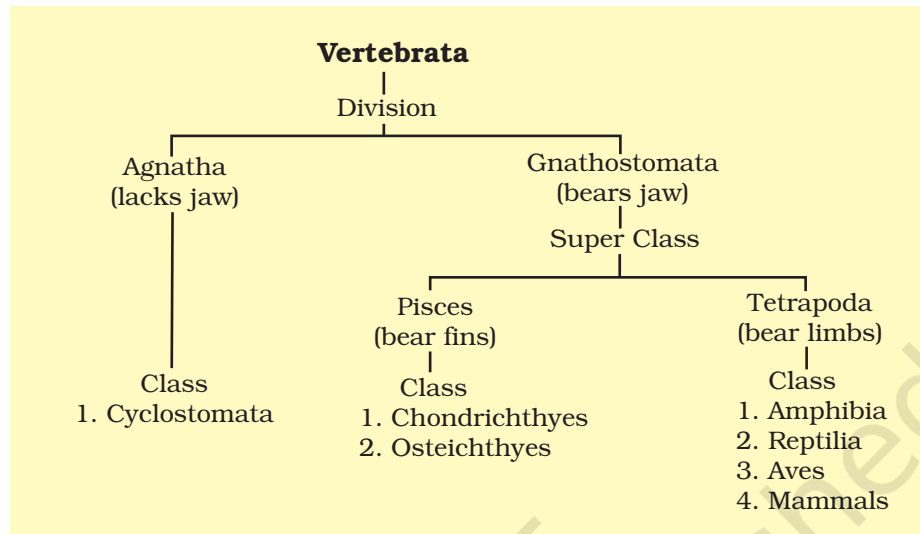 Vertebrata
Division
Agnatha
(lacks jaw)
Gnathostomata
(bears jaw)
Super Class
Pisces
(bear fins)
Tetrapoda
(bear limbs)
Class
1. Cyclostomata
Class
1. Chondrichthyes
2. Osteichthyes
Class
1. Amphibia
2. Reptilia
3. Aves
4. Mammals